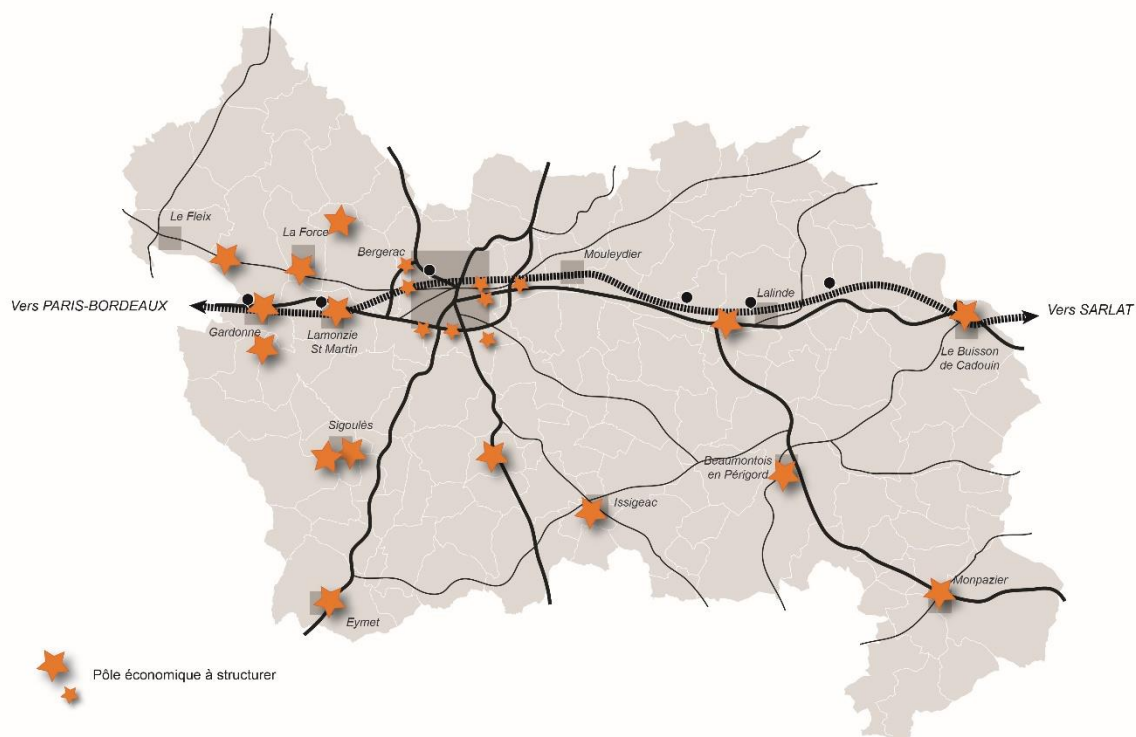 Le Fleix
La Force
Bergerac
Mouleydier
Vers PARIS-BORDEAUX
Lalinde
Vers SARLAT
Gardonne
Lamonzie
St Martin
Le Buisson
de Cadouin
Sigoulès
Beaumontois
en Périgord
Issigeac
Monpazier
Eymet
Pôle économique à structurer